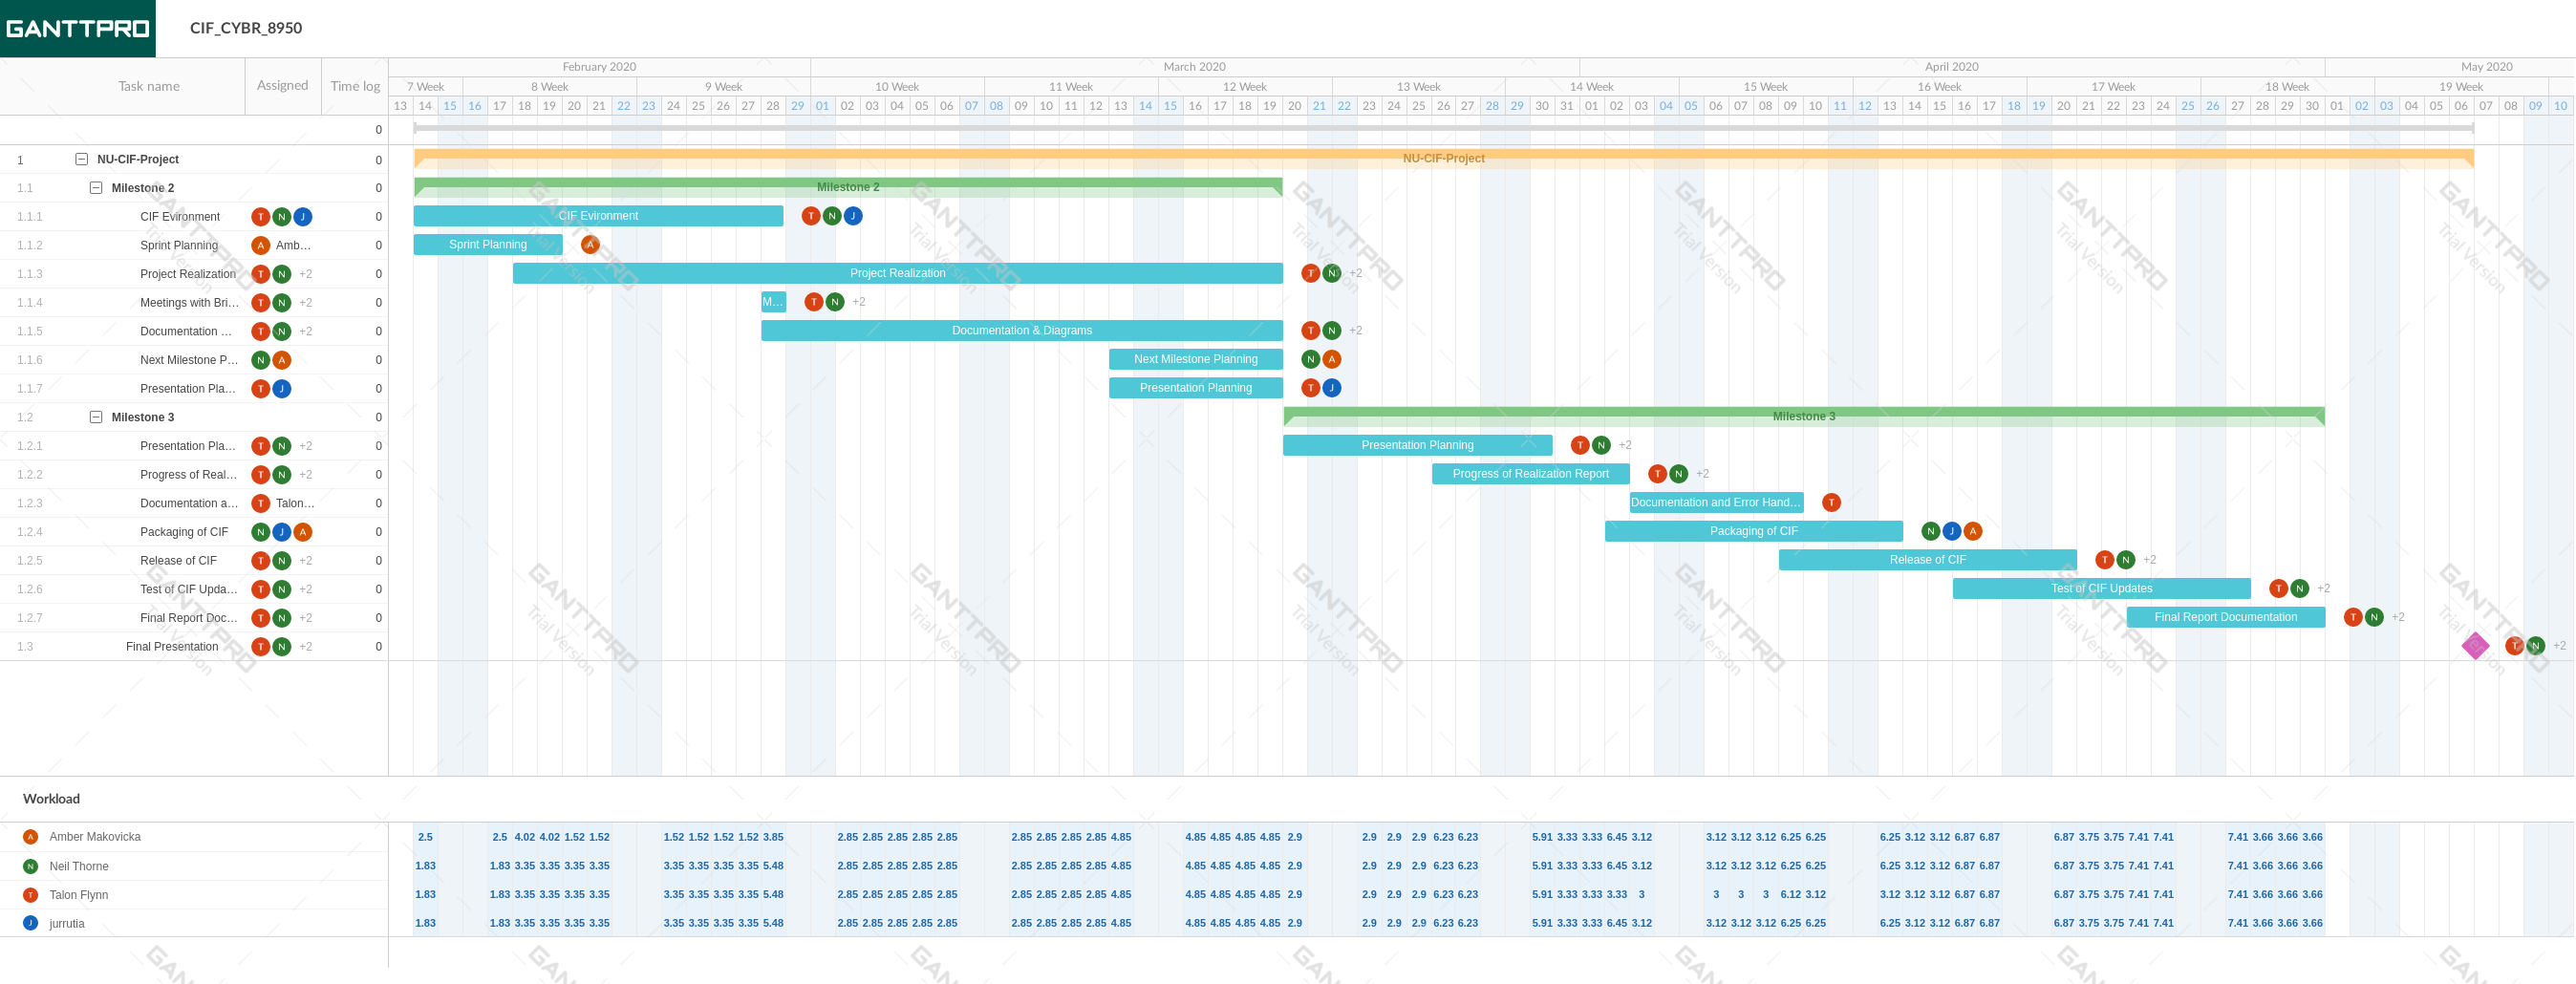 GANTTPRO CIF_CYBR_8950
Task name Assigned Time log
February 2020 March 2020 April 2020 May 2020
7 Week 8 Week 9 Week 10 Week 11 Week 12 Week 13 Week 14 Week 15 Week 16 Week 17 Week 18 Week 19 Week
13 14 15 16 17 18 19 20 21 22 23 24 25 26 27 28 29 01 02 03 04 05 06 07 08 09 10 11 12 13 14 15 16 17 18 19 20 21 22 23 24 25 26 27 28 29 30 31 01 02 03 04 05 06 07 08 09 10 11 12 13 14 15 16 17 18 19 20 21 22 23 24 25 26 27 28 29 30 01 02 03 04 05 06 07 08 09 10
0
1 NU-CIF-Project 0 NU-CIF-Project
1.1 Milestone 2 0 Milestone 2
1.1.1 CIF Evironment T N J 0 CIF Evironment T N J
1.1.2 Sprint Planning A Amb... 0 Sprint Planning A
1.1.3 Project Realization T N +2 0 Project Realization T N +2
1.1.4 Meetings with Bri... T N +2 0 M... T N +2
1.1.5 Documentation ... T N +2 0 Documentation & Diagrams T N +2
1.1.6 Next Milestone P... N A 0 Next Milestone Planning N A
1.1.7 Presentation Pla... T J 0 Presentation Planning T J
1.2 Milestone 3 0 Milestone 3
1.2.1 Presentation Pla... T N +2 0 Presentation Planning T N +2
1.2.2 Progress of Real... T N +2 0 Progress of Realization Report T N +2
1.2.3 Documentation a... T Talon... 0 Documentation and Error Hand... T
1.2.4 Packaging of CIF N J A 0 Packaging of CIF N J A
1.2.5 Release of CIF T N +2 0 Release of CIF T N +2
1.2.6 Test of CIF Upda... T N +2 0 Test of CIF Updates T N +2
1.2.7 Final Report Doc... T N +2 0 Final Report Documentation T N +2
1.3 Final Presentation T N +2 0 T N +2
Workload
A Amber Makovicka 2.5 2.5 4.02 4.02 1.52 1.52 1.52 1.52 1.52 1.52 3.85 2.85 2.85 2.85 2.85 2.85 2.85 2.85 2.85 2.85 4.85 4.85 4.85 4.85 4.85 2.9 2.9 2.9 2.9 6.23 6.23 5.91 3.33 3.33 6.45 3.12 3.12 3.12 3.12 6.25 6.25 6.25 3.12 3.12 6.87 6.87 6.87 3.75 3.75 7.41 7.41 7.41 3.66 3.66 3.66
N Neil Thorne 1.83 1.83 3.35 3.35 3.35 3.35 3.35 3.35 3.35 3.35 5.48 2.85 2.85 2.85 2.85 2.85 2.85 2.85 2.85 2.85 4.85 4.85 4.85 4.85 4.85 2.9 2.9 2.9 2.9 6.23 6.23 5.91 3.33 3.33 6.45 3.12 3.12 3.12 3.12 6.25 6.25 6.25 3.12 3.12 6.87 6.87 6.87 3.75 3.75 7.41 7.41 7.41 3.66 3.66 3.66
T Talon Flynn 1.83 1.83 3.35 3.35 3.35 3.35 3.35 3.35 3.35 3.35 5.48 2.85 2.85 2.85 2.85 2.85 2.85 2.85 2.85 2.85 4.85 4.85 4.85 4.85 4.85 2.9 2.9 2.9 2.9 6.23 6.23 5.91 3.33 3.33 3.33 3 3 3 3 6.12 3.12 3.12 3.12 3.12 6.87 6.87 6.87 3.75 3.75 7.41 7.41 7.41 3.66 3.66 3.66
J jurrutia 1.83 1.83 3.35 3.35 3.35 3.35 3.35 3.35 3.35 3.35 5.48 2.85 2.85 2.85 2.85 2.85 2.85 2.85 2.85 2.85 4.85 4.85 4.85 4.85 4.85 2.9 2.9 2.9 2.9 6.23 6.23 5.91 3.33 3.33 6.45 3.12 3.12 3.12 3.12 6.25 6.25 6.25 3.12 3.12 6.87 6.87 6.87 3.75 3.75 7.41 7.41 7.41 3.66 3.66 3.66
GANTTPRO Trial Version